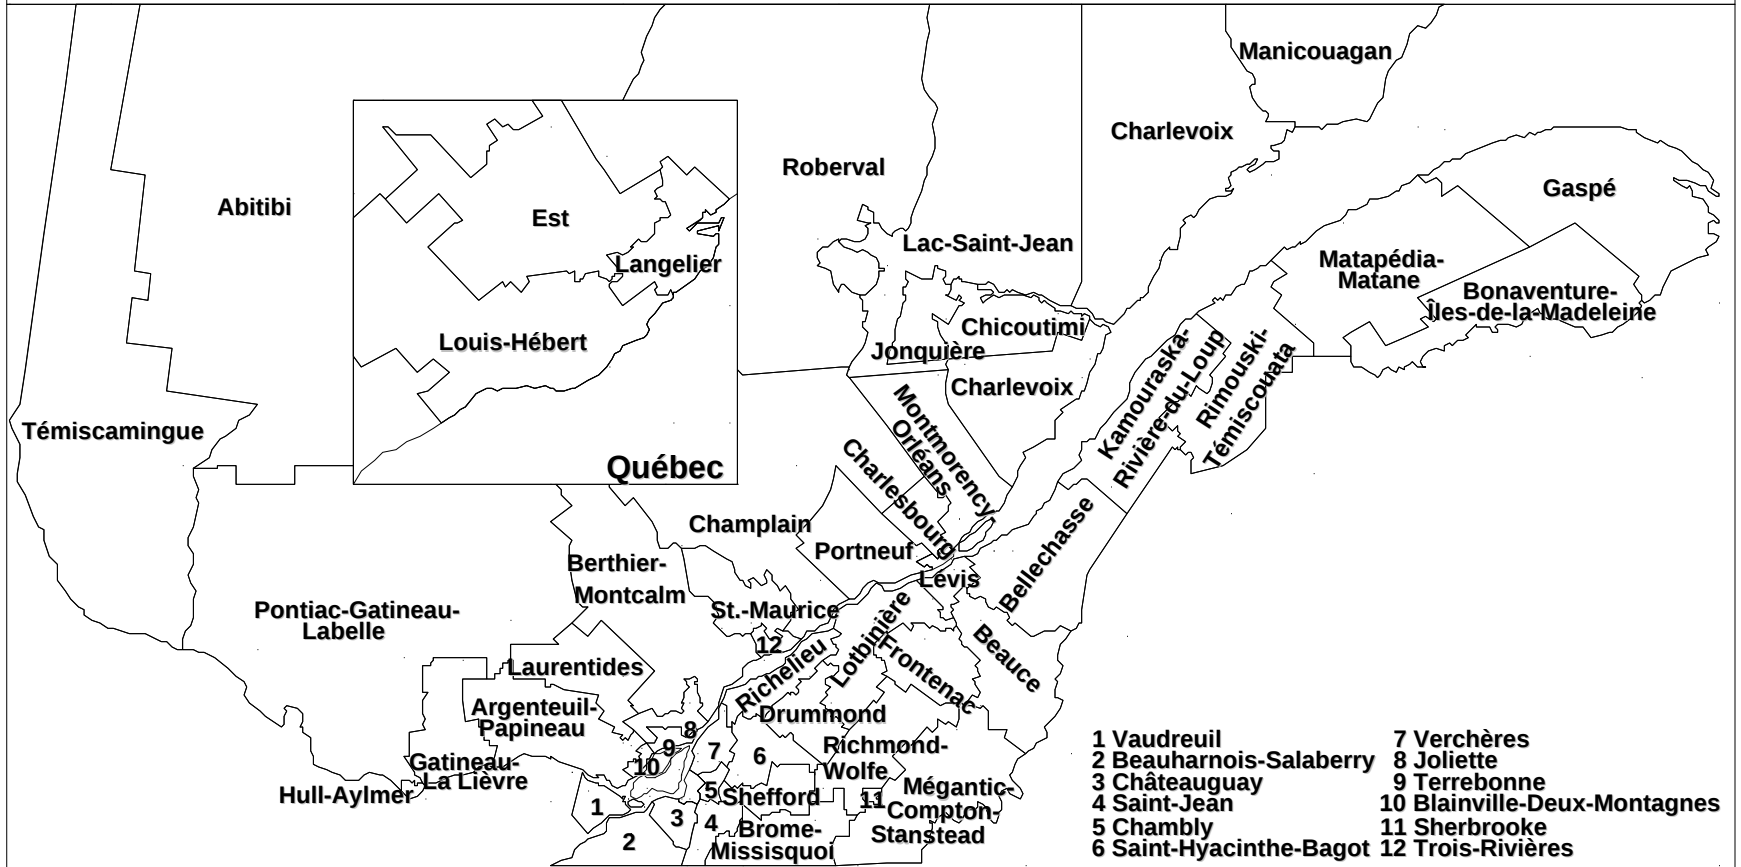 Manicouagan
Charlevoix
Roberval
Gaspé
Abitibi
Est
Lac-Saint-Jean
Langelier
Matapédia-
Matane
Bonaventure-
Îles-de-la-Madeleine
Louis-Hébert
Chicoutimi
Jonquière
Charlevoix
Kamouraska-
Rivière-du-Loup
Rimouski-
Témiscouata
Témiscamingue
Québec
Montmorency-
Orléans
Charlesbourg
Champlain
Portneuf
Bellechasse
Berthier-
Montcalm
Lévis
Pontiac-Gatineau-
Labelle
St.-Maurice
12
Lotbinière
Richelieu
Frontenac
Beauce
Laurentides
Argenteuil-
Papineau
Drummond
8
9
10
7
6
Richmond-
Wolfe
Gatineau-
La Lièvre
Hull-Aylmer
5
Shefford
11
Mégantic-
Compton-
Stanstead
1
3
4
2
Brome-
Missisquoi
1 Vaudreuil
2 Beauharnois-Salaberry
3 Châteauguay
4 Saint-Jean
5 Chambly
6 Saint-Hyacinthe-Bagot
7 Verchères
8 Joliette
9 Terrebonne
10 Blainville-Deux-Montagnes
11 Sherbrooke
12 Trois-Rivières